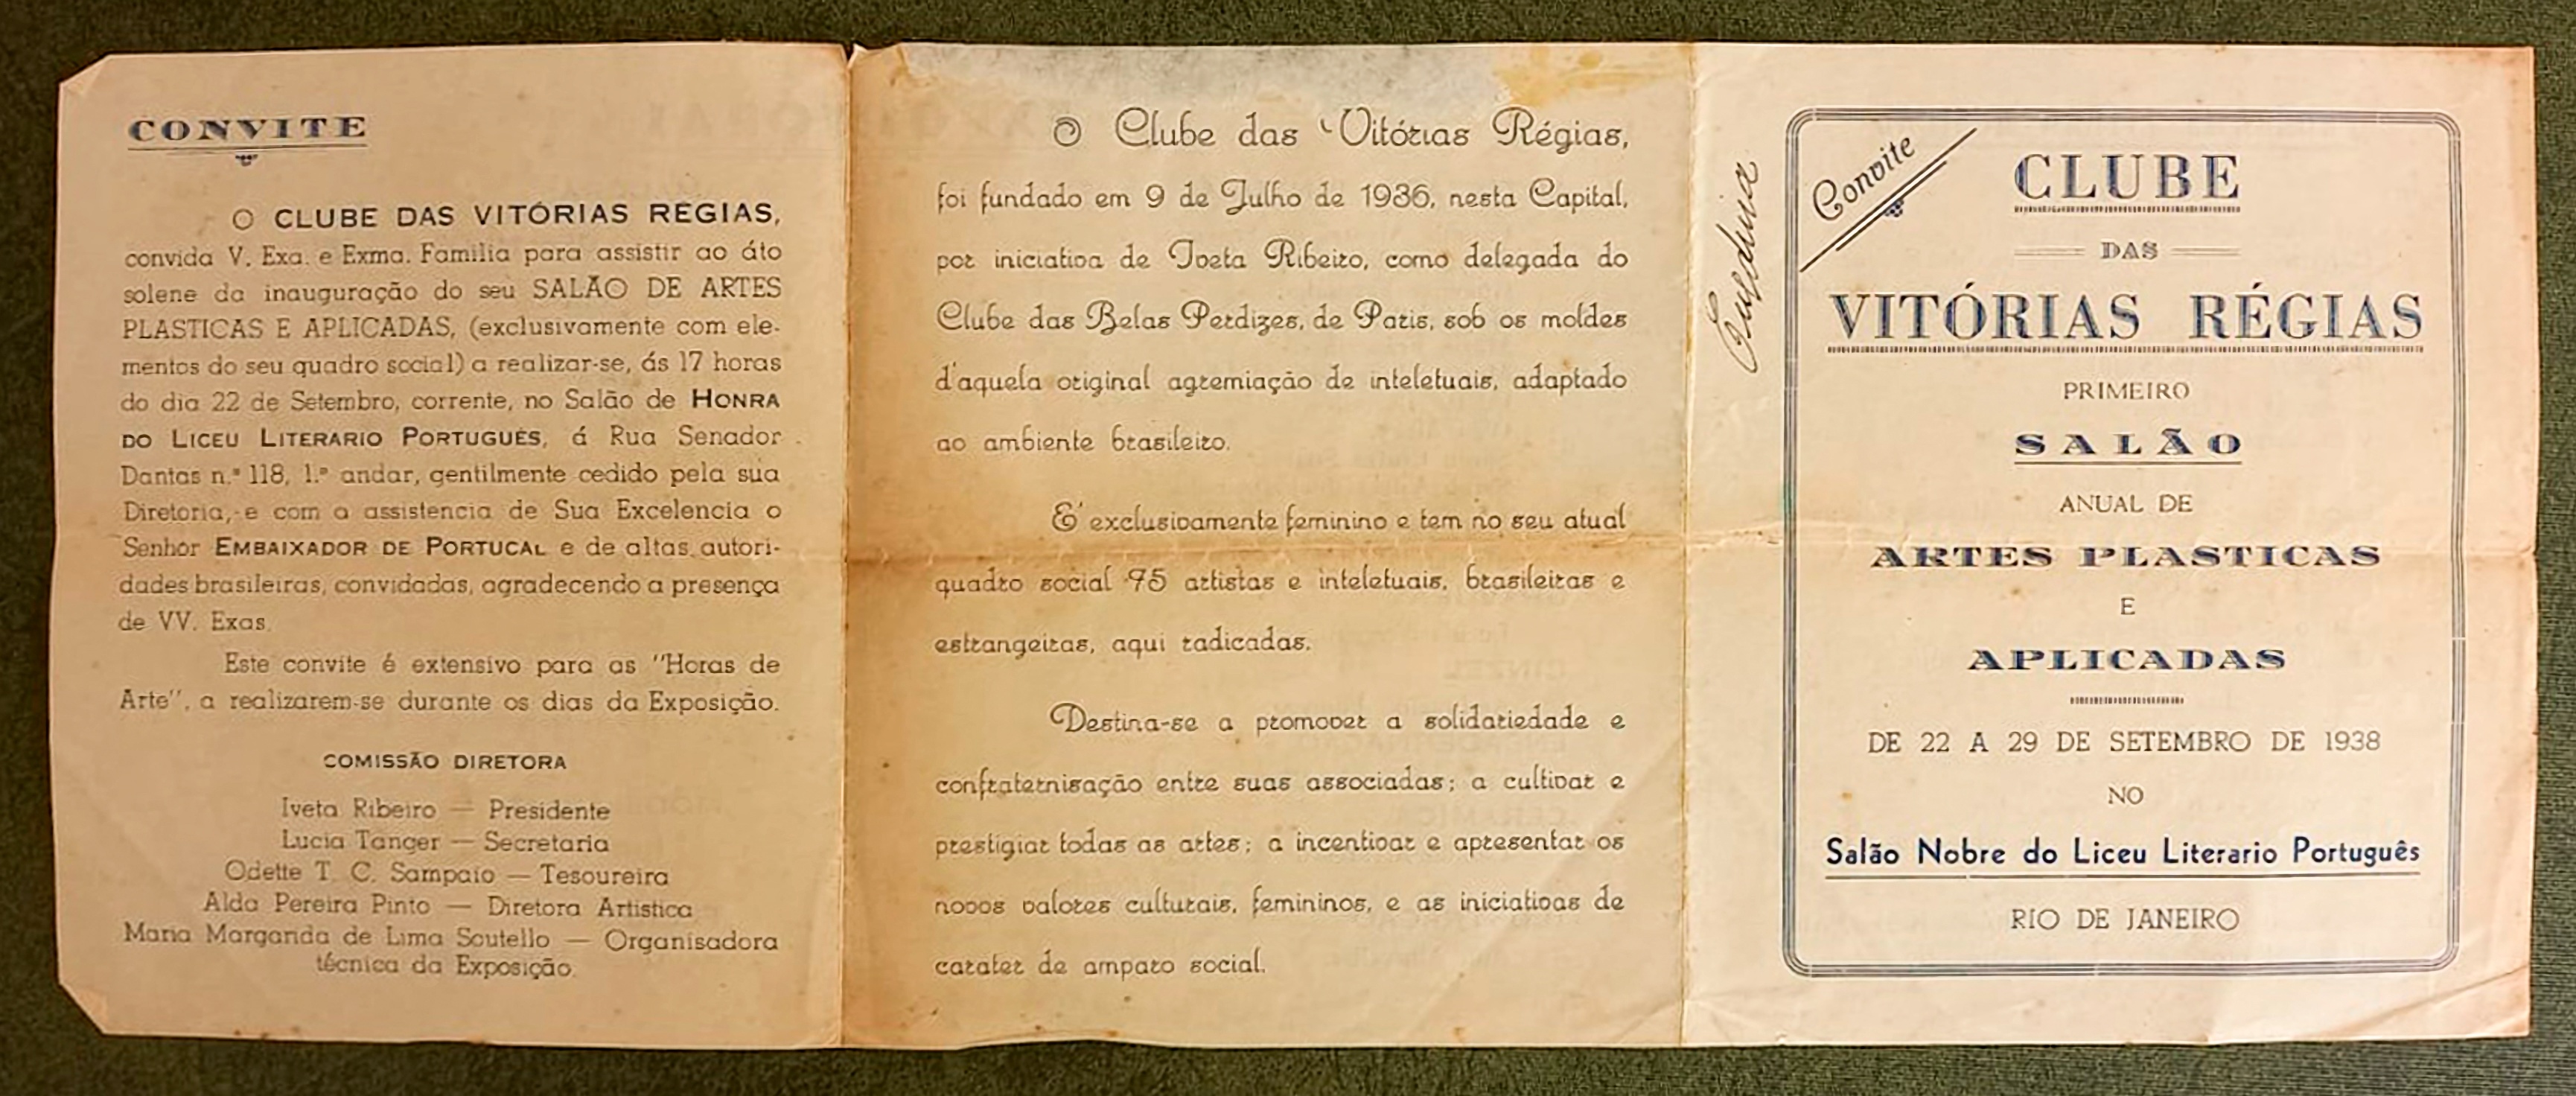 CONVITE
O CLUBE DAS VITÓRIAS REGIAS,
convida V. Exa. e Exma. Familia para assistir ao áto
solene da inauguração do seu SALÃO DE ARTES
PLASTICAS E APLICADAS, (exclusivamente com ele-
mentos do seu quadro social) a realizar-se, ás 17 horas
do dia 22 de Setembro, corrente, no Salão de HONRA
DO LICEU LITERARIO PORTUGUÊS, á Rua Senador
Dantas n.º 118, 1.º andar, gentilmente cedido pela sua
Diretoria, e com a assistencia de Sua Excelencia o
Senhor EMBAIXADOR DE PORTUCAL e de altas autori-
dades brasileiras, convidadas, agradecendo a presença
de VV. Exas.
Este convite é extensivo para as "Horas de
Arte", a realizarem-se durante os dias da Exposição.
COMISSÃO DIRETORA
Iveta Ribeiro — Presidente
Lucia Tanger — Secretaria
Odette T. C. Sampaio — Tesoureira
Alda Pereira Pinto — Diretora Artistica
Maria Margarida de Lima Soutello — Organisadora
técnica da Exposição.
O Clube das Vitórias Régias,
foi fundado em 9 de Julho de 1936, nesta Capital,
por iniciativa de Iveta Ribeiro, como delegada do
Clube das Belas Perdizes, de Paris, sob os moldes
d'aquela original agremiação de inteletuais, adaptado
ao ambiente brasileiro.
E' exclusivamente feminino e tem no seu atual
quadro social 75 artistas e inteletuais, brasileiras e
estrangeiras, aqui radicadas.
Destina-se a promover a solidariedade e
confraternisação entre suas associadas; a cultivar e
prestigiar todas as artes; a incentivar e apresentar os
novos valores culturais, femininos, e as iniciativas de
carater de amparo social.
Convite
CLUBE
DAS
VITÓRIAS RÉGIAS
PRIMEIRO
SALÃO
ANUAL DE
ARTES PLASTICAS
E
APLICADAS
DE 22 A 29 DE SETEMBRO DE 1938
NO
Salão Nobre do Liceu Literario Português
RIO DE JANEIRO